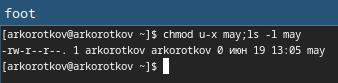 foot
[arkorotkov@arkorotkov ~]$ chmod u-x may;ls -l may
-rw-r--r--. 1 arkorotkov arkorotkov 0 июн 19 13:05 may
[arkorotkov@arkorotkov ~]$